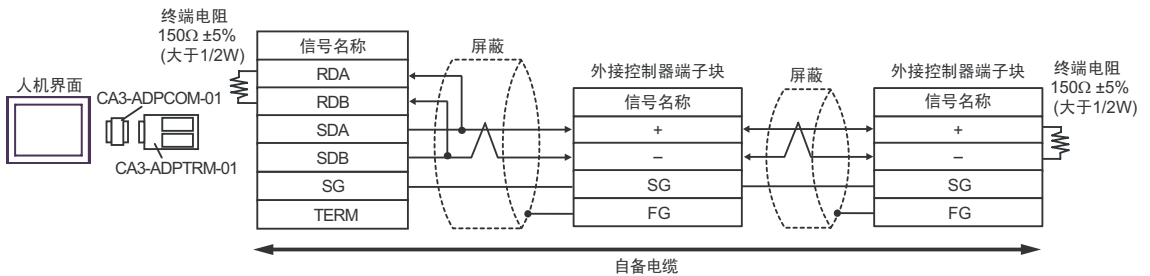 终端电阻
150Ω ±5%
(大于1/2W)
人机界面
CA3-ADPCOM-01
CA3-ADPTRM-01
信号名称
RDA
RDB
SDA
SDB
SG
TERM
屏蔽
外接控制器端子块
信号名称
+
–
SG
FG
屏蔽
外接控制器端子块
信号名称
+
–
SG
FG
终端电阻
150Ω ±5%
(大于1/2W)
自备电缆